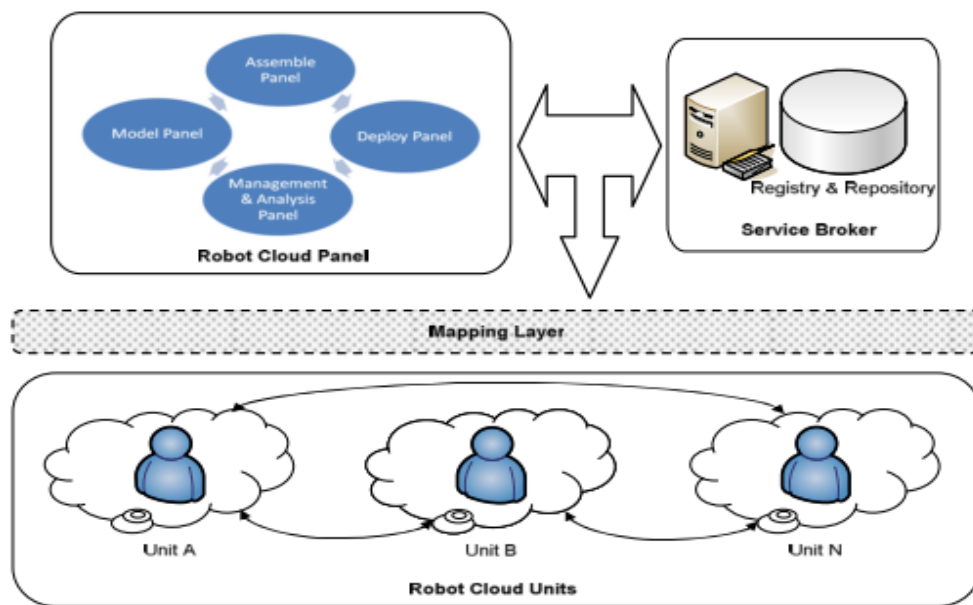 Assemble
Panel
Model Panel
Deploy Panel
Management
& Analysis
Panel
Robot Cloud Panel
Registry & Repository
Service Broker
Mapping Layer
Unit A
Unit B
Unit N
Robot Cloud Units